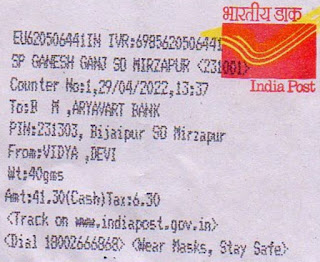 भारतीय डाक
India Post
EU620506441IN IVR:6985620506441
SP GANESH GANJ SO MIRZAPUR <231001>
Counter No:1,29/04/2022,13:37
To:B M ,ARYAVART BANK
PIN:231303, Bijaipur SO Mirzapur
From:VIDYA ,DEVI
Wt:40gms
Amt:41.30(Cash)Tax:6.30
<Track on www.indiapost.gov.in>
<Dial 18002666868> <Wear Masks, Stay Safe>